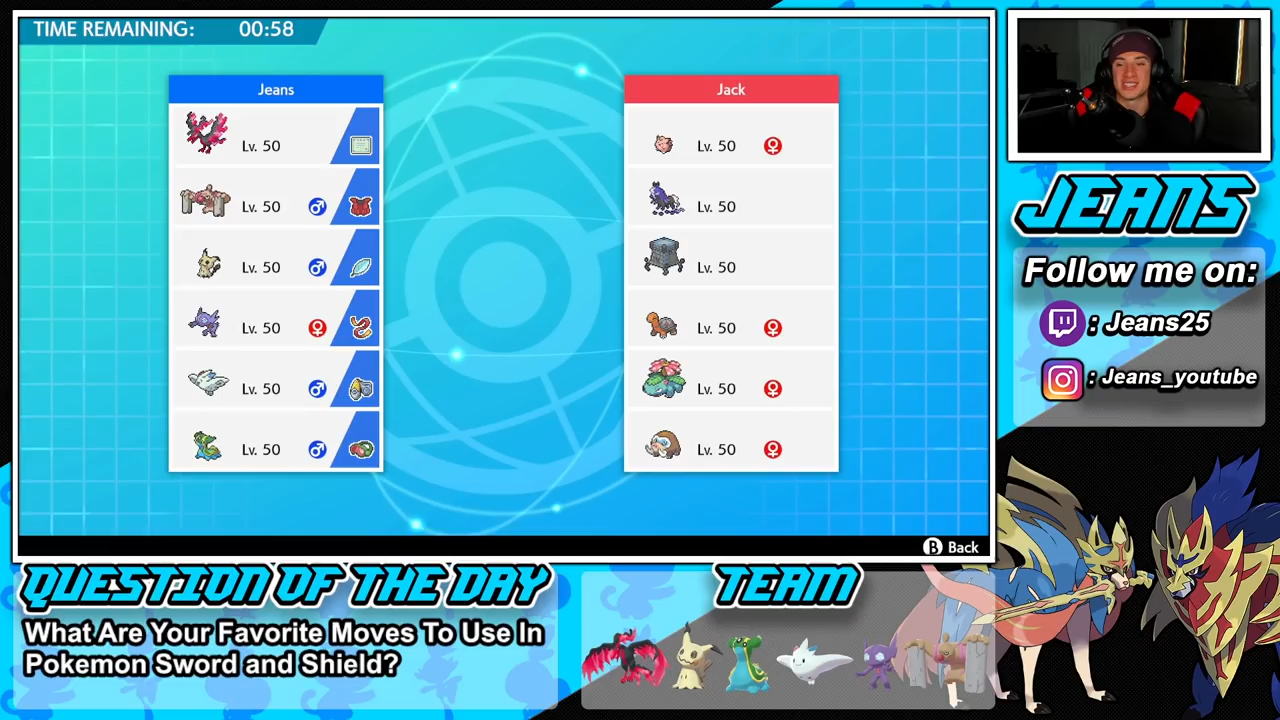 TIME REMAINING: 00:58
Jeans
Lv. 50
Lv. 50 ♂
Lv. 50 ♂
Lv. 50 ♀
Lv. 50 ♂
Lv. 50 ♂
Jack
Lv. 50 ♀
Lv. 50
Lv. 50
Lv. 50 ♀
Lv. 50 ♀
Lv. 50 ♀
B Back
JEANS
Follow me on:
: Jeans25
: Jeans_youtube
QUESTION OF THE DAY
What Are Your Favorite Moves To Use In
Pokemon Sword and Shield?
TEAM